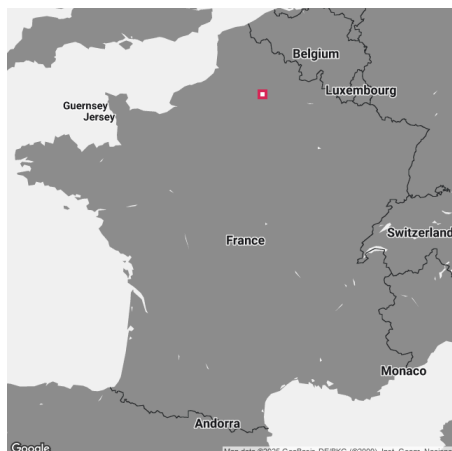 Belgium
Luxembourg
Guernsey
Jersey
Switzerland
France
Monaco
Andorra
Google